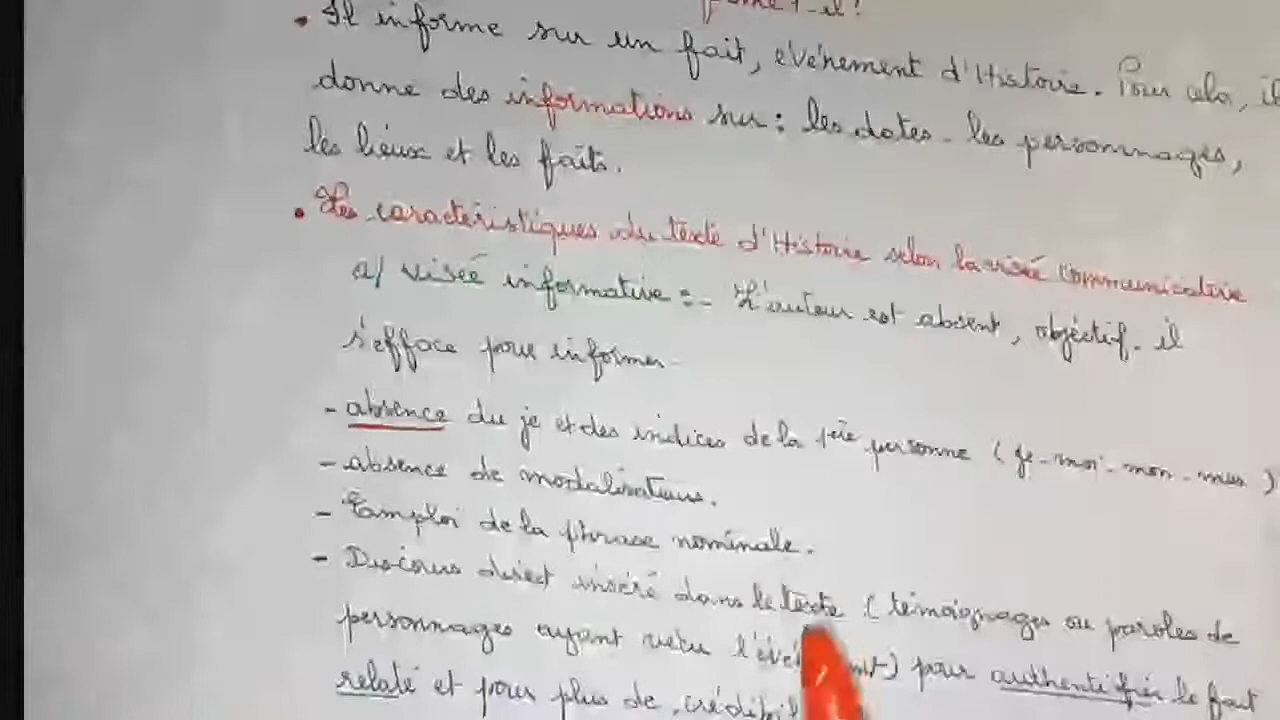 • Il informe sur un fait, evénement d'Histoire. Pour cela, il
donne des informations sur : les dates - les personnages,
les lieux et les faits.
• Les caractéristiques du texte d'Histoire selon la visée communicative
a/ visée informative : - L'auteur est absent, objéctif. il
s'efface pour informer
- absence du je et des indices de la 1ère personne (je - moi - mon - mes)
- absence de modalisateurs.
- L'emploi de la phrase nominale.
- Discours direct inséré dans le texte (témoignages ou paroles de
personnages ayant vécu pour authentifier le fait
relaté et pour plus de